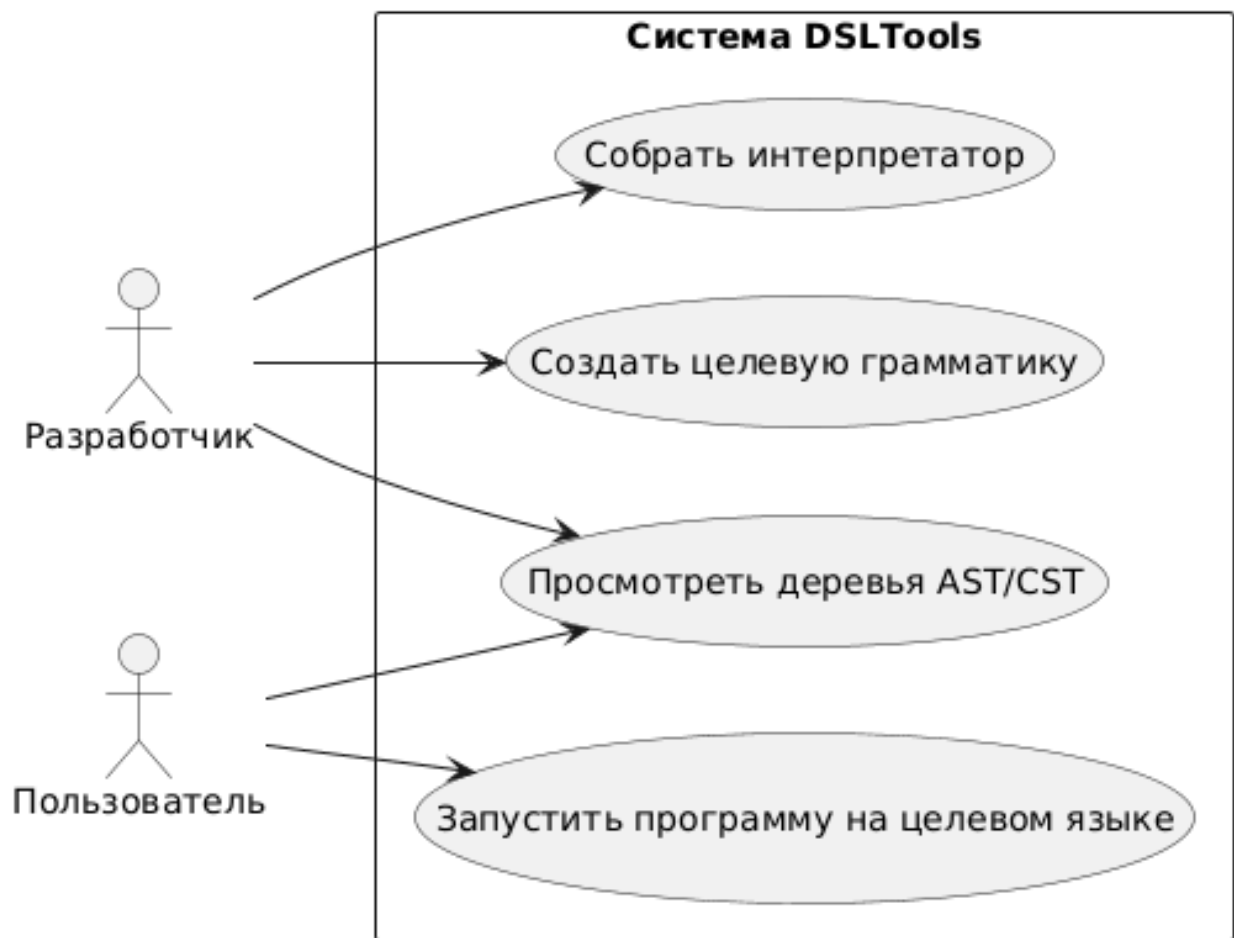 Система DSLTools
Собрать интерпретатор
Создать целевую грамматику
Разработчик
Просмотреть деревья AST/CST
Пользователь
Запустить программу на целевом языке